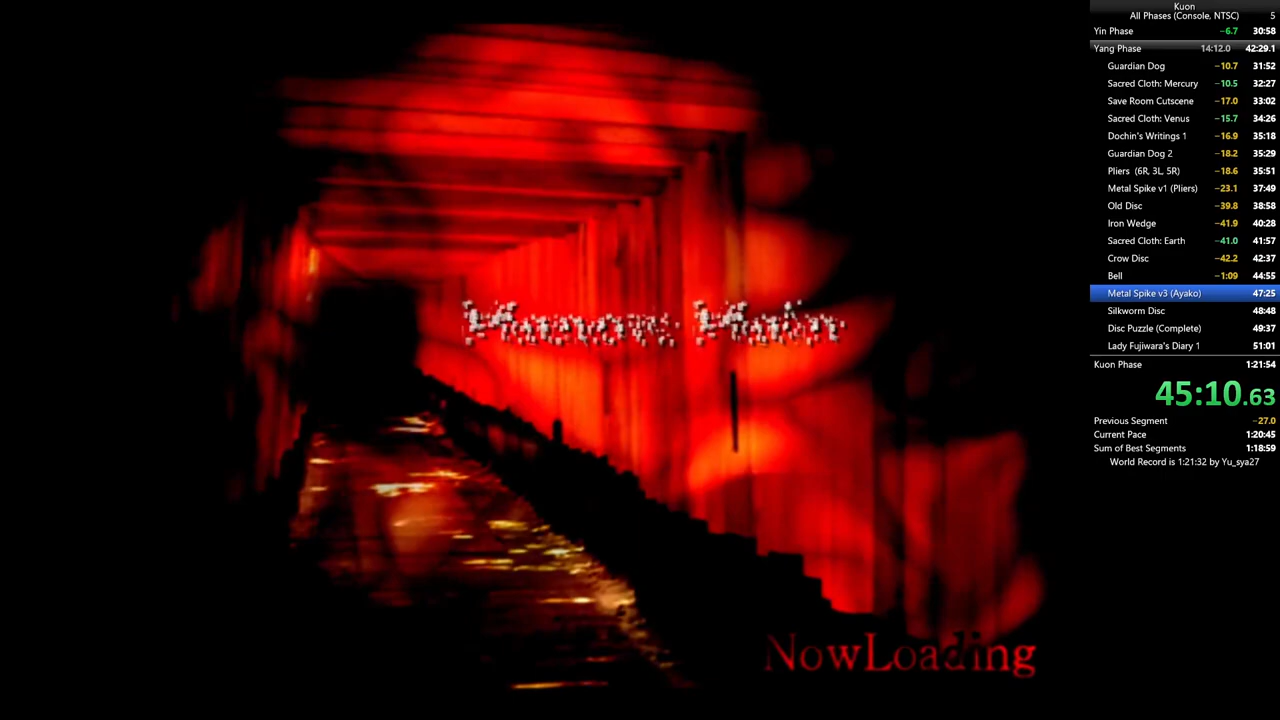 Kuon
All Phases (Console, NTSC) 5
Yin Phase −6.7 30:58
Yang Phase 14:12.0 42:29.1
Guardian Dog −10.7 31:52
Sacred Cloth: Mercury −10.5 32:27
Save Room Cutscene −17.0 33:02
Sacred Cloth: Venus −15.7 34:26
Dochin's Writings 1 −16.9 35:18
Guardian Dog 2 −18.2 35:29
Pliers (6R, 3L, 5R) −18.6 35:51
Metal Spike v1 (Pliers) −23.1 37:49
Old Disc −39.8 38:58
Iron Wedge −41.9 40:28
Sacred Cloth: Earth −41.0 41:57
Crow Disc −42.2 42:37
Bell −1:09 44:55
Metal Spike v3 (Ayako) 47:25
Silkworm Disc 48:48
Disc Puzzle (Complete) 49:37
Lady Fujiwara's Diary 1 51:01
Kuon Phase 1:21:54
45:10.63
Previous Segment −27.0
Current Pace 1:20:45
Sum of Best Segments 1:18:59
World Record is 1:21:32 by Yu_sya27
NowLoading